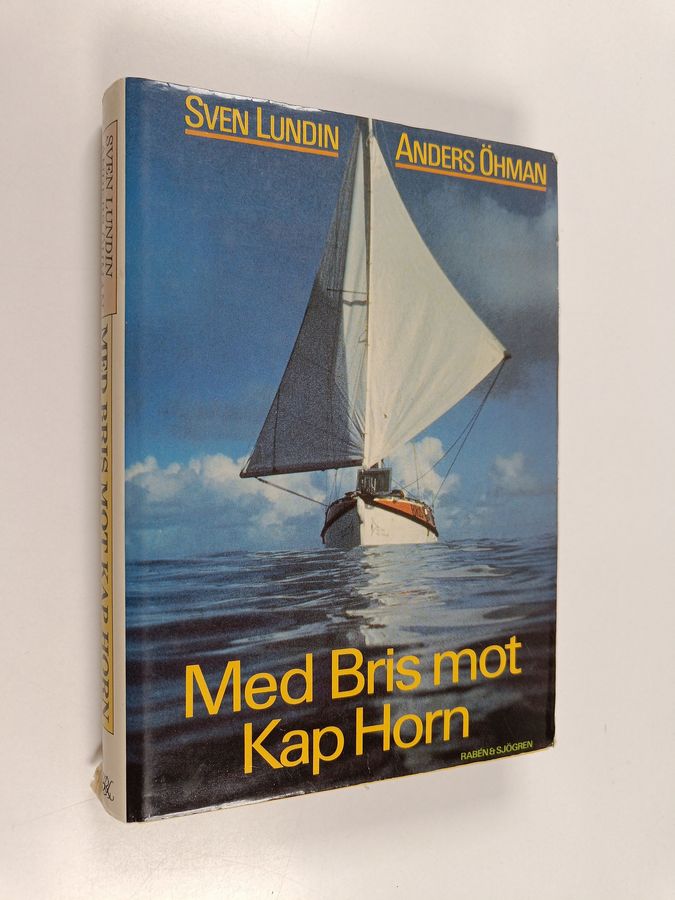 SVEN LUNDIN
ANDERS ÖHMAN
Med Bris mot
Kap Horn
RABÉN & SJÖGREN
SVEN LUNDIN
MED BRIS MOT KAP HORN